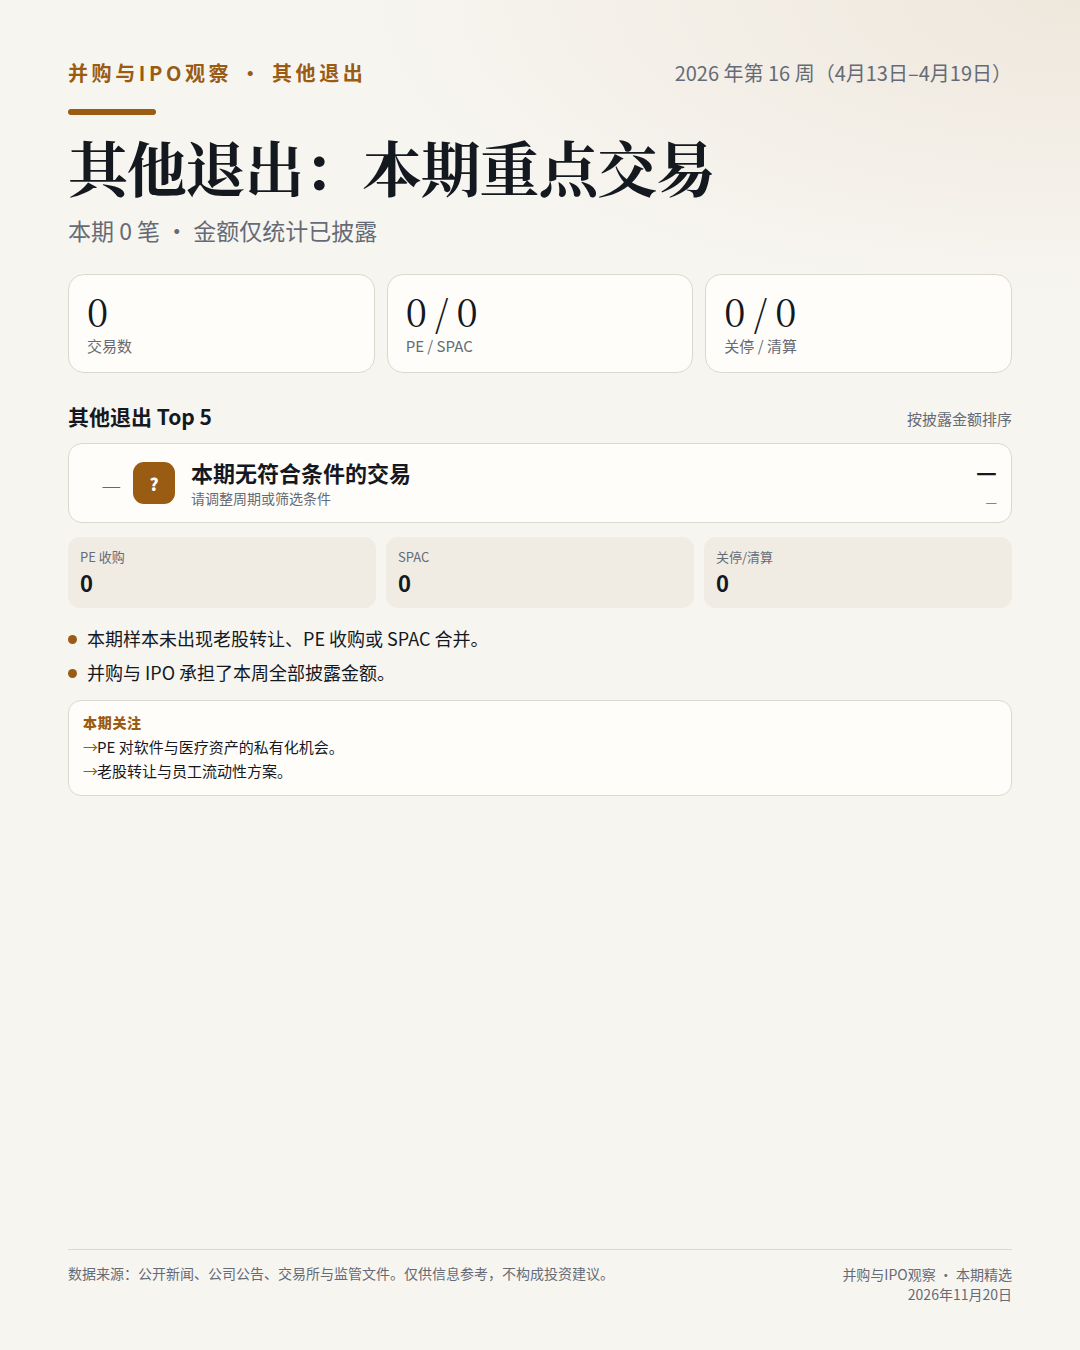 并购与IPO观察 · 其他退出
2026 年第 16 周（4月13日–4月19日）
其他退出：本期重点交易
本期 0 笔 · 金额仅统计已披露
0
交易数
0 / 0
PE / SPAC
0 / 0
关停 / 清算
其他退出 Top 5
按披露金额排序
—
?
本期无符合条件的交易
请调整周期或筛选条件
—
—
PE 收购
0
SPAC
0
关停/清算
0
本期样本未出现老股转让、PE 收购或 SPAC 合并。
并购与 IPO 承担了本周全部披露金额。
本期关注
→PE 对软件与医疗资产的私有化机会。
→老股转让与员工流动性方案。
数据来源：公开新闻、公司公告、交易所与监管文件。仅供信息参考，不构成投资建议。
并购与IPO观察 · 本期精选
2026年11月20日